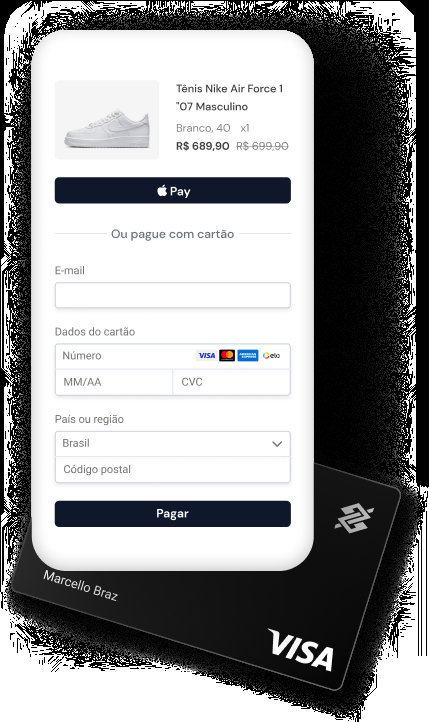 Tênis Nike Air Force 1
"07 Masculino
Branco, 40 x1
R$ 689,90 R$ 699,90
Pay
Ou pague com cartão
E-mail
Dados do cartão
Número VISA AMERICAN EXPRESS elo
MM/AA CVC
País ou região
Brasil
Código postal
Pagar
Marcello Braz
VISA